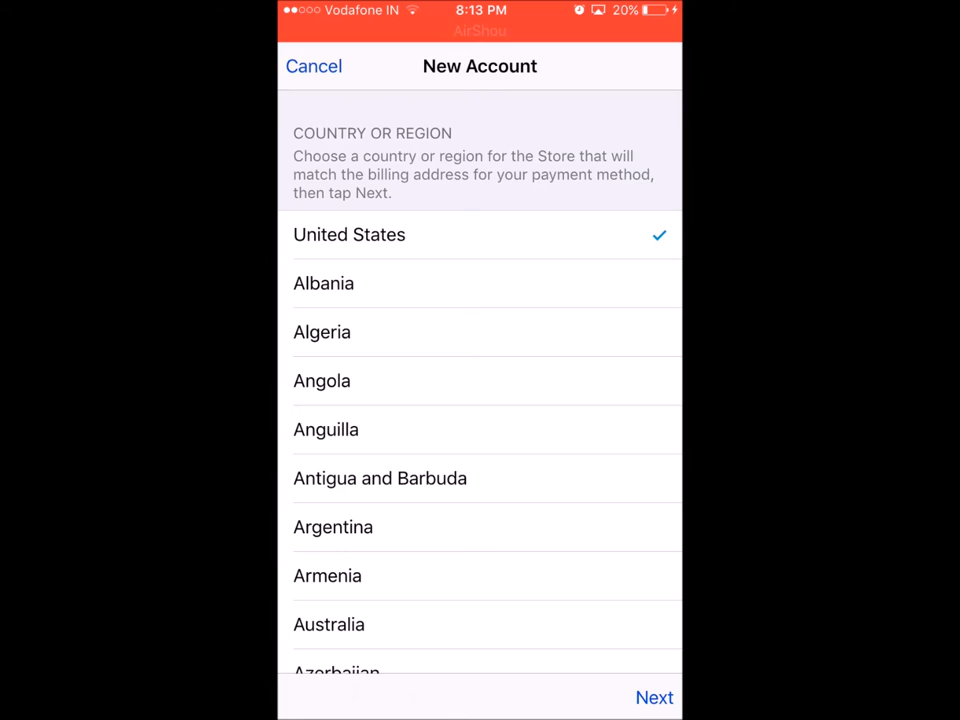 Vodafone IN 8:13 PM 20%
AirShou
Cancel New Account
COUNTRY OR REGION
Choose a country or region for the Store that will
match the billing address for your payment method,
then tap Next.
United States
Albania
Algeria
Angola
Anguilla
Antigua and Barbuda
Argentina
Armenia
Australia
Azerbaijan
Next